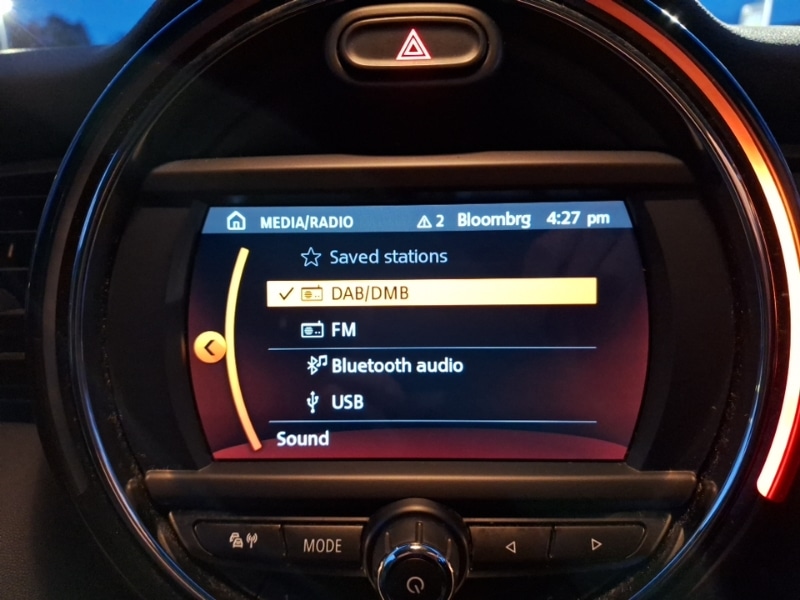 MEDIA/RADIO 2 Bloombrg 4:27 pm
Saved stations
DAB/DMB
FM
Bluetooth audio
USB
Sound
MODE